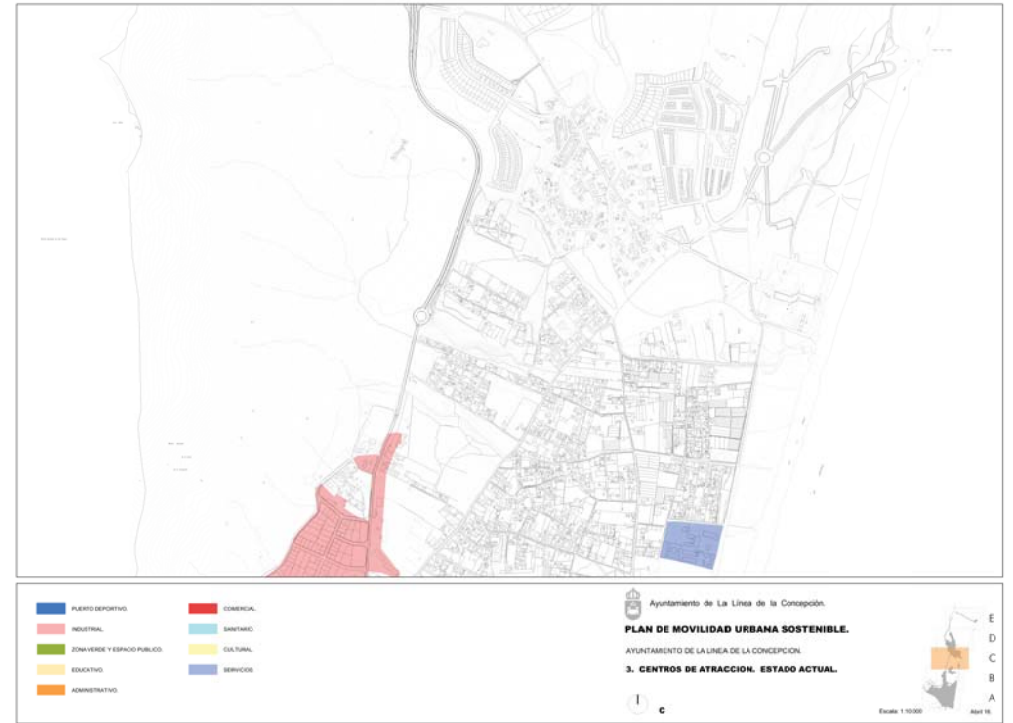 PUERTO DEPORTIVO.
INDUSTRIAL.
ZONA VERDE Y ESPACIO PUBLICO.
EDUCATIVO.
ADMINISTRATIVO.
COMERCIAL.
SANITARIO.
CULTURAL.
SERVICIOS.
Ayuntamiento de La Línea de la Concepción.
PLAN DE MOVILIDAD URBANA SOSTENIBLE.
AYUNTAMIENTO DE LA LINEA DE LA CONCEPCION.
3. CENTROS DE ATRACCION. ESTADO ACTUAL.
C
E
D
C
B
A
Escala: 1:10.000
Abril 16.